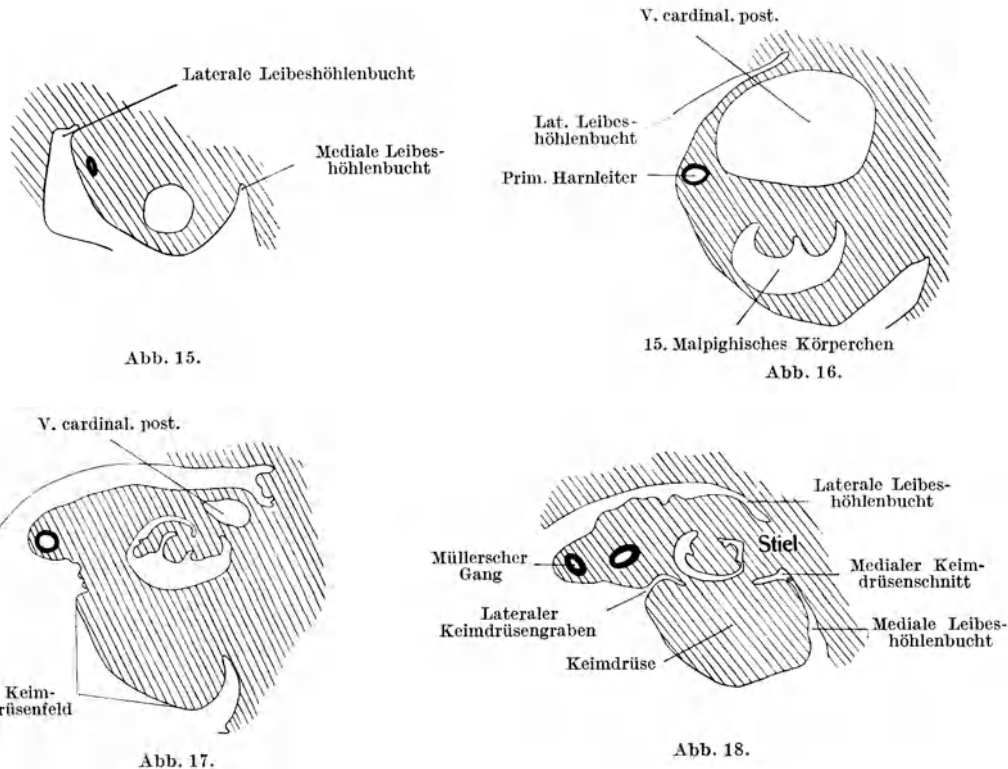 Laterale Leibeshöhlenbucht
Mediale Leibes-
höhlenbucht
Abb. 15.
V. cardinal. post.
Lat. Leibes-
höhlenbucht
Prim. Harnleiter
15. Malpighisches Körperchen
Abb. 16.
V. cardinal. post.
Keim-
rüsenfeld
Abb. 17.
Laterale Leibes-
höhlenbucht
Stiel
Müllerscher
Gang
Medialer Keim-
drüsenschnitt
Lateraler
Keimdrüsengraben
Mediale Leibes-
höhlenbucht
Keimdrüse
Abb. 18.